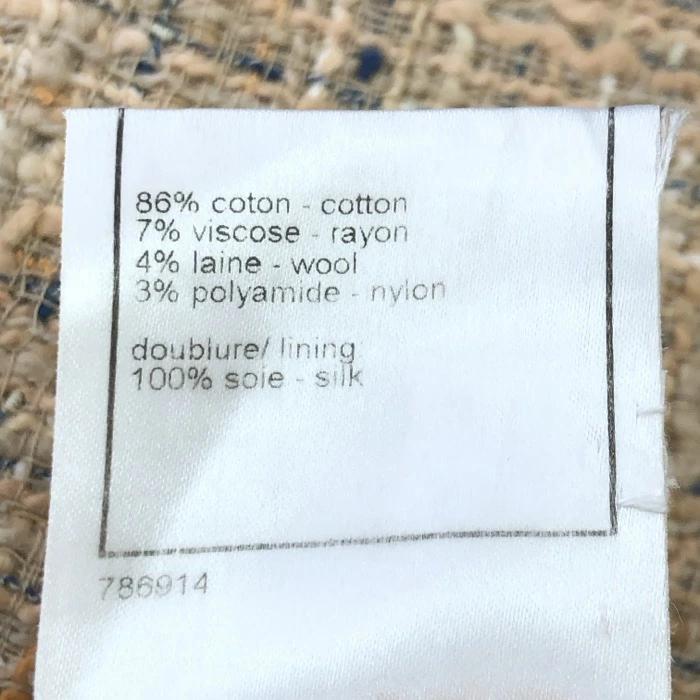 86% coton - cotton
7% viscose - rayon
4% laine - wool
3% polyamide - nylon
doublure/ lining
100% soie - silk
786914